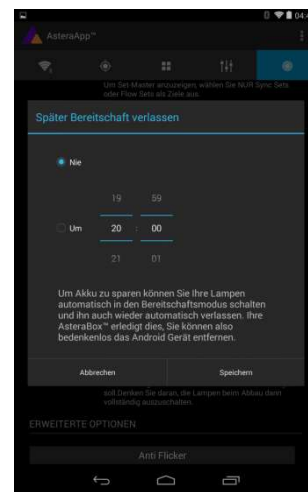 04:4
AsteraApp™
Um Set-Master anzuzeigen, wählen Sie NUR Sync Sets
oder Flow Sets als Ziele aus.
Später Bereitschaft verlassen
Nie
19 59
Um 20 : 00
21 01
Um Akku zu sparen können Sie Ihre Lampen
automatisch in den Bereitschaftsmodus schalten
und ihn auch wieder automatisch verlassen. Ihre
AsteraBox™ erledigt dies, Sie können also
bedenkenlos das Android Gerät entfernen.
Abbrechen Speichern
soll Denken Sie daran, die Lampen beim Abbau dann
vollständig auszuschalten.
ERWEITERTE OPTIONEN
Anti Flicker